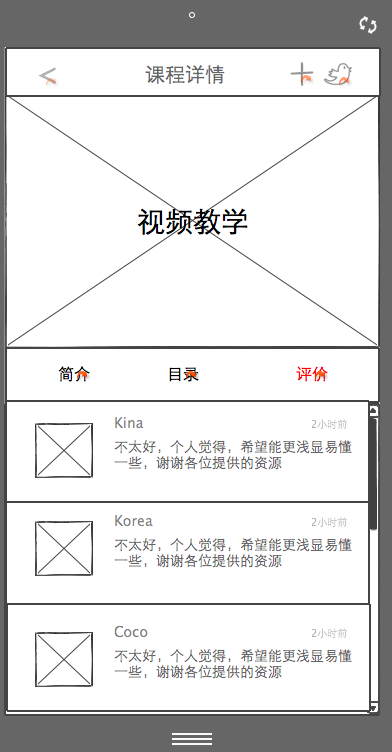 课程详情
视频教学
简介 目录 评价
Kina 2小时前
不太好，个人觉得，希望能更浅显易懂
一些，谢谢各位提供的资源
Korea 2小时前
不太好，个人觉得，希望能更浅显易懂
一些，谢谢各位提供的资源
Coco 2小时前
不太好，个人觉得，希望能更浅显易懂
一些，谢谢各位提供的资源